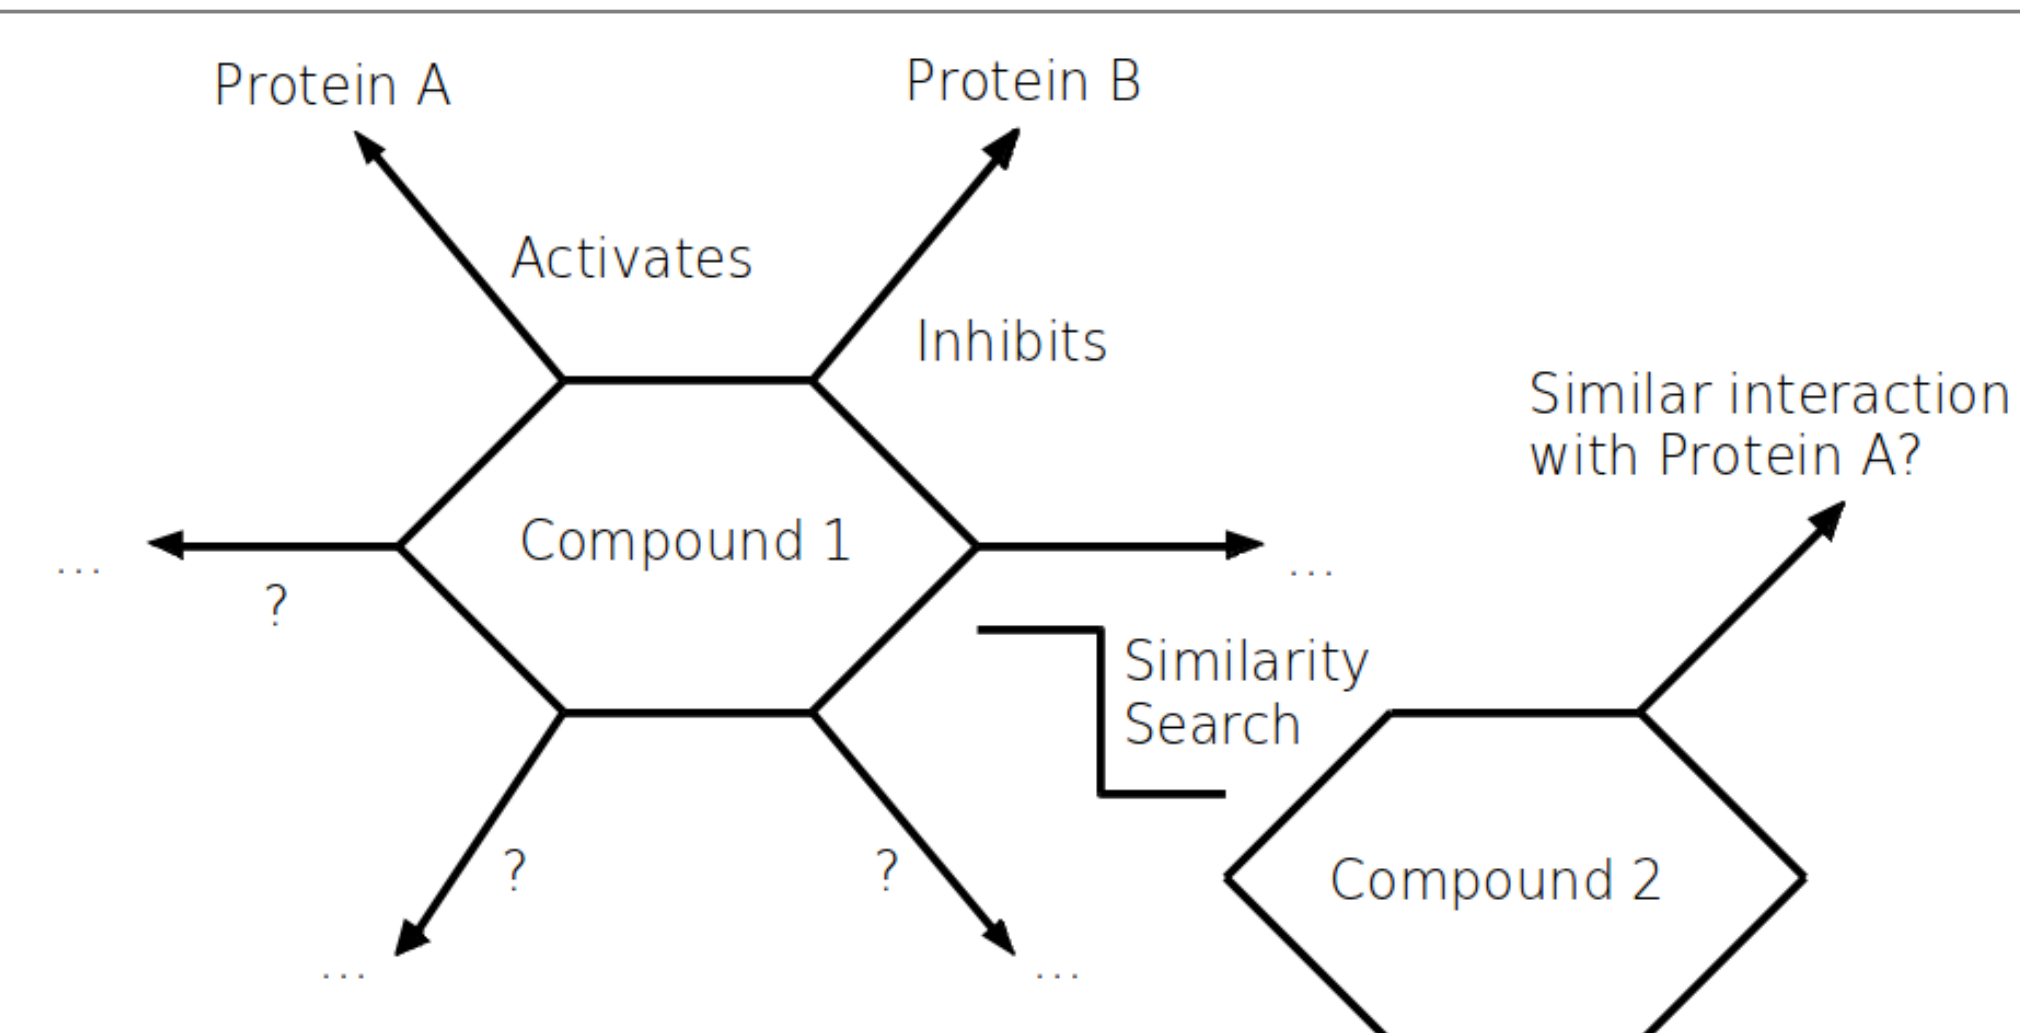 Protein A
Protein B
Activates
Inhibits
Similar interaction
with Protein A?
Compound 1
...
?
...
Similarity
Search
?
?
Compound 2
...
...